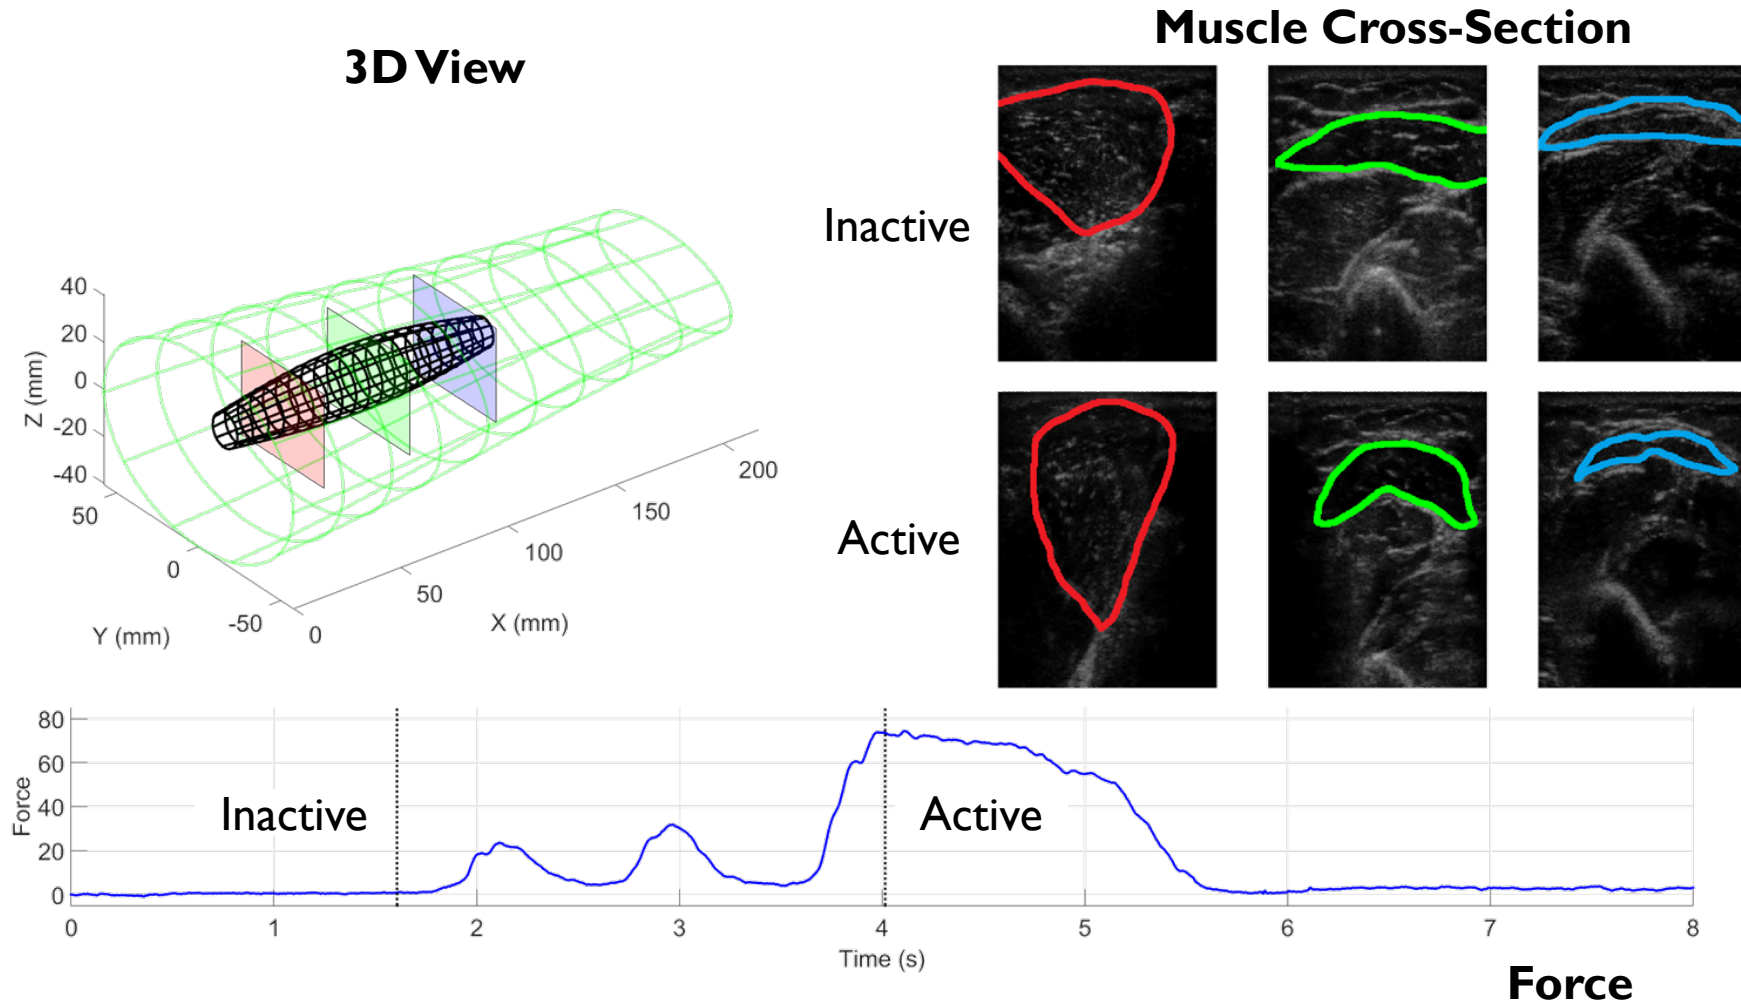 Muscle Cross-Section
3D View
Inactive
Active
40
20
0
-20
-40
Z (mm)
50
0
-50
Y (mm)
0
50
100
150
200
X (mm)
80
60
40
20
0
Force
Inactive
Active
0 1 2 3 4 5 6 7 8
Time (s)
Force